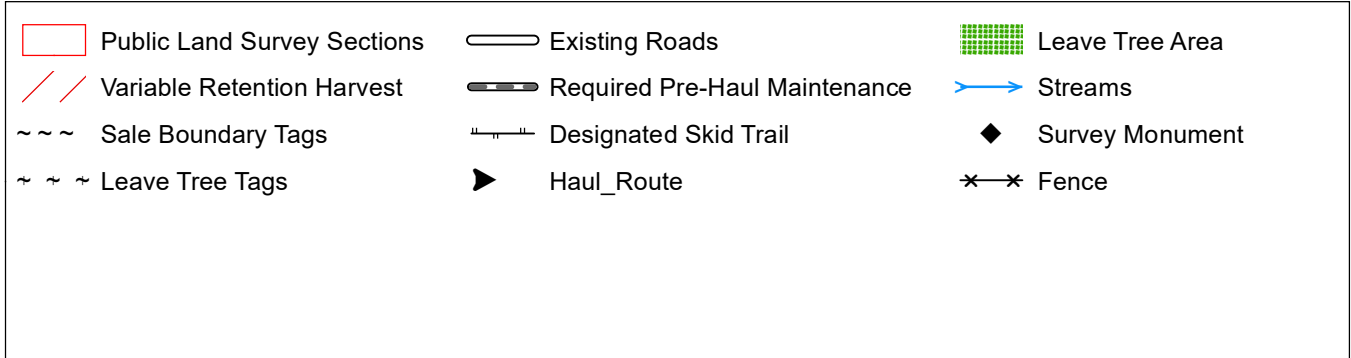 Public Land Survey Sections
Variable Retention Harvest
Sale Boundary Tags
Leave Tree Tags
Existing Roads
Required Pre-Haul Maintenance
Designated Skid Trail
Haul_Route
Leave Tree Area
Streams
Survey Monument
Fence